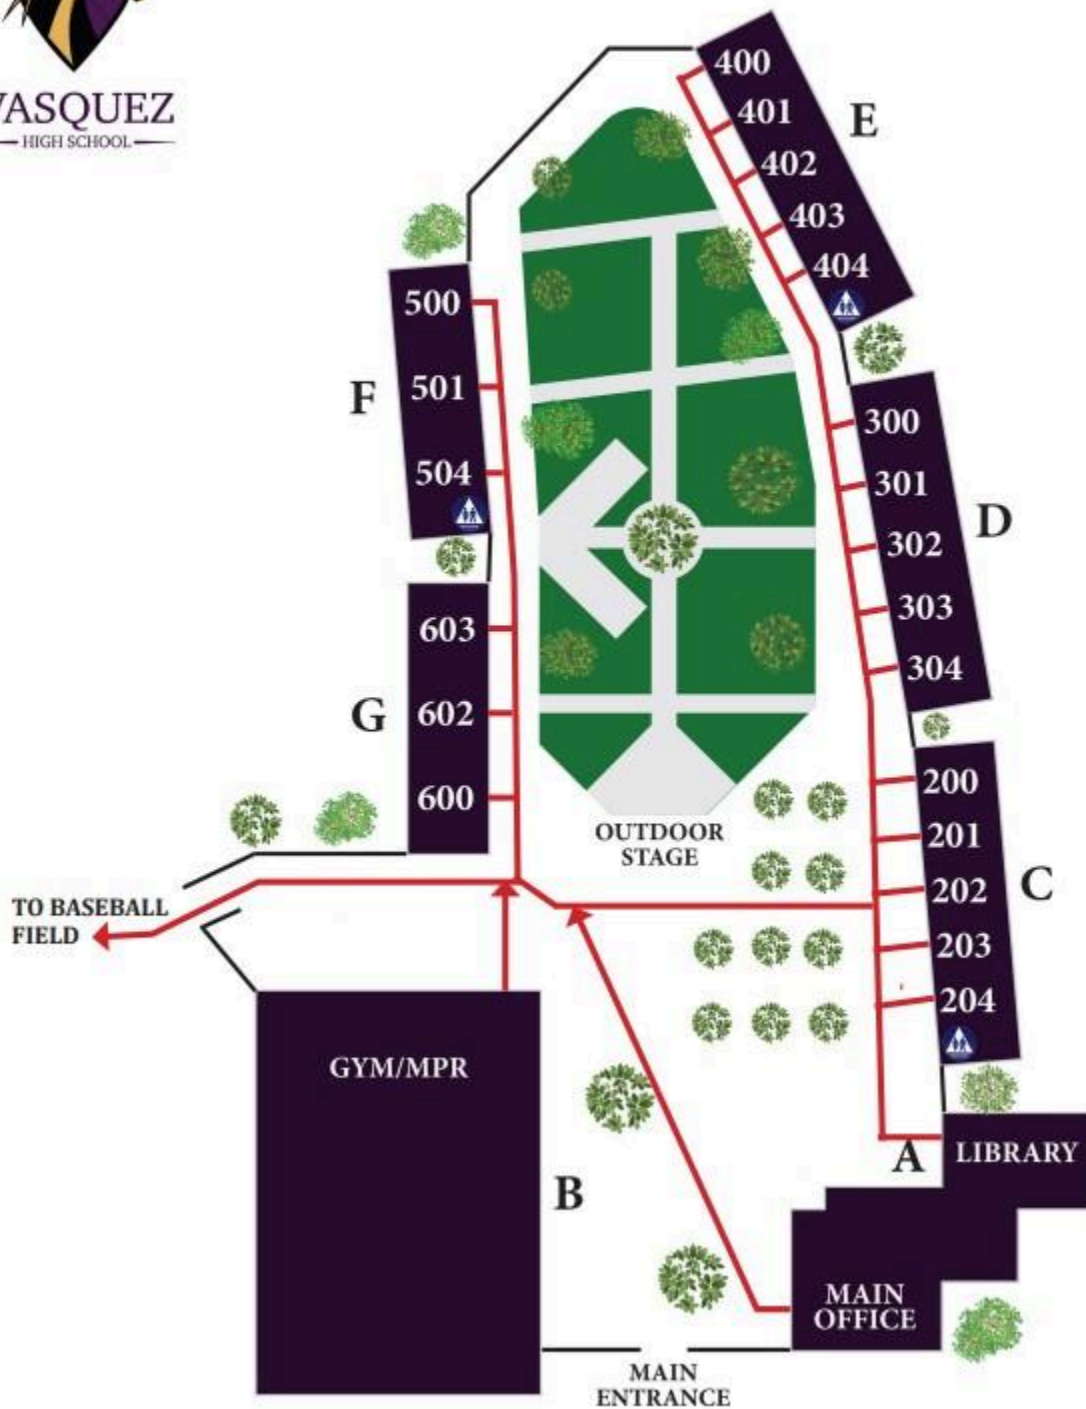 VASQUEZ
HIGH SCHOOL
400
401
E
402
403
404
500
F
501
504
300
301
D
302
303
304
603
G
602
600
200
201
C
202
203
204
OUTDOOR
STAGE
TO BASEBALL
FIELD
GYM/MPR
B
A
LIBRARY
MAIN
OFFICE
MAIN
ENTRANCE